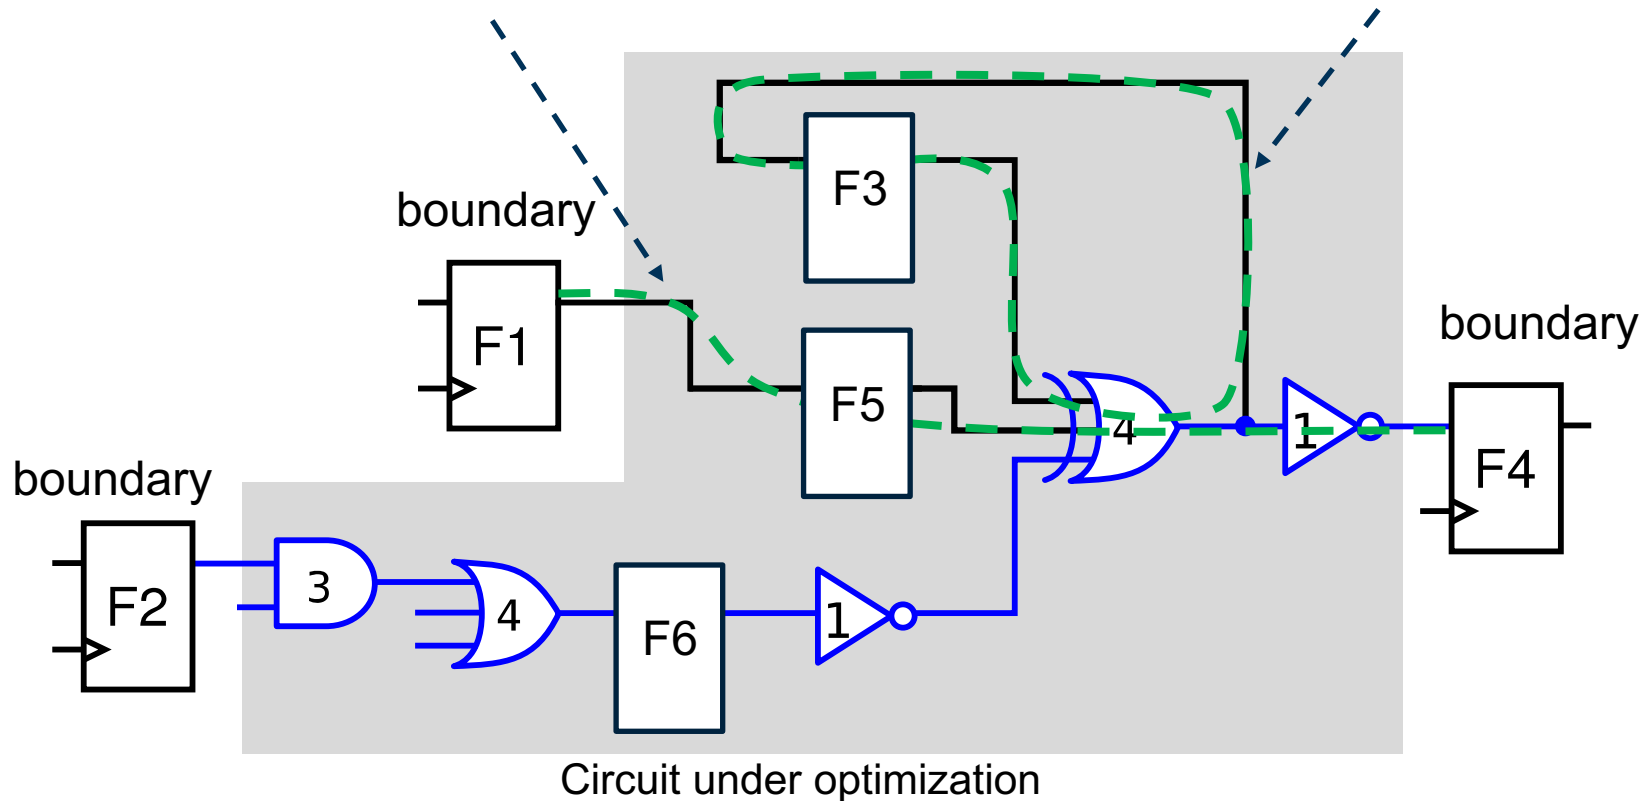 F3
boundary
F1
boundary
F5
4
1
F4
boundary
F2
3
4
F6
1
Circuit under optimization